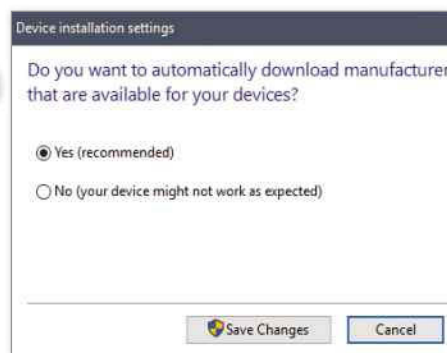 Device installation settings
Do you want to automatically download manufacturer
that are available for your devices?
Yes (recommended)
No (your device might not work as expected)
Save Changes
Cancel